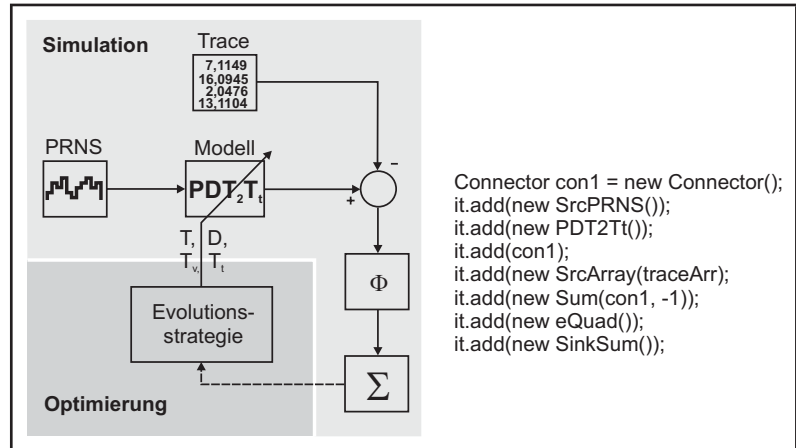 Simulation
Trace
7,1149
16,0945
2,0476
13,1104
PRNS
Modell
PDT2Tt
−
+
T, D,
Tv, Tt
Φ
Evolutions-
strategie
Σ
Optimierung
Connector con1 = new Connector();
it.add(new SrcPRNS());
it.add(new PDT2Tt());
it.add(con1);
it.add(new SrcArray(traceArr);
it.add(new Sum(con1, -1));
it.add(new eQuad());
it.add(new SinkSum());